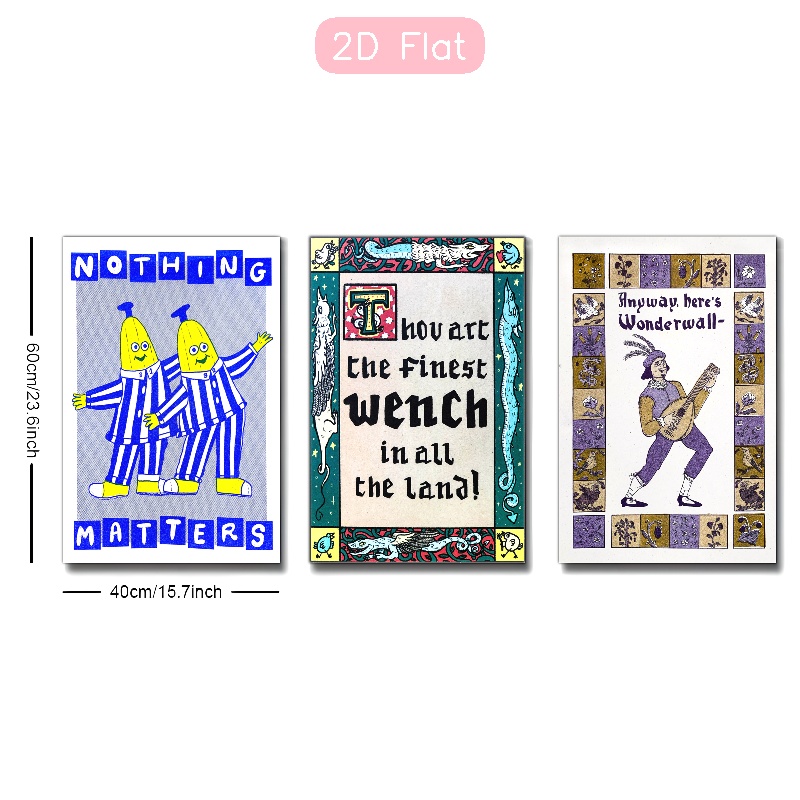 2D Flat
60cm/23.6inch
40cm/15.7inch
NOTHING
MATTERS
Thou art
the finest
wench
in all
the land!
Anyway, here's
Wonderwall-